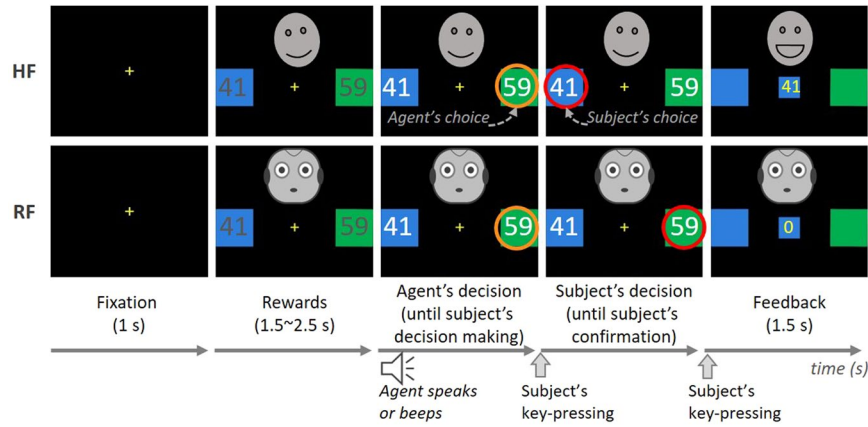 HF
+
41 + 59
41 + 59
Agent's choice
41 + 59
Subject's choice
41
RF
+
41 + 59
41 + 59
41 + 59
0
Fixation
(1 s)
Rewards
(1.5~2.5 s)
Agent's decision
(until subject's
decision making)
Subject's decision
(until subject's
confirmation)
Feedback
(1.5 s)
time (s)
Agent speaks
or beeps
Subject's
key-pressing
Subject's
key-pressing